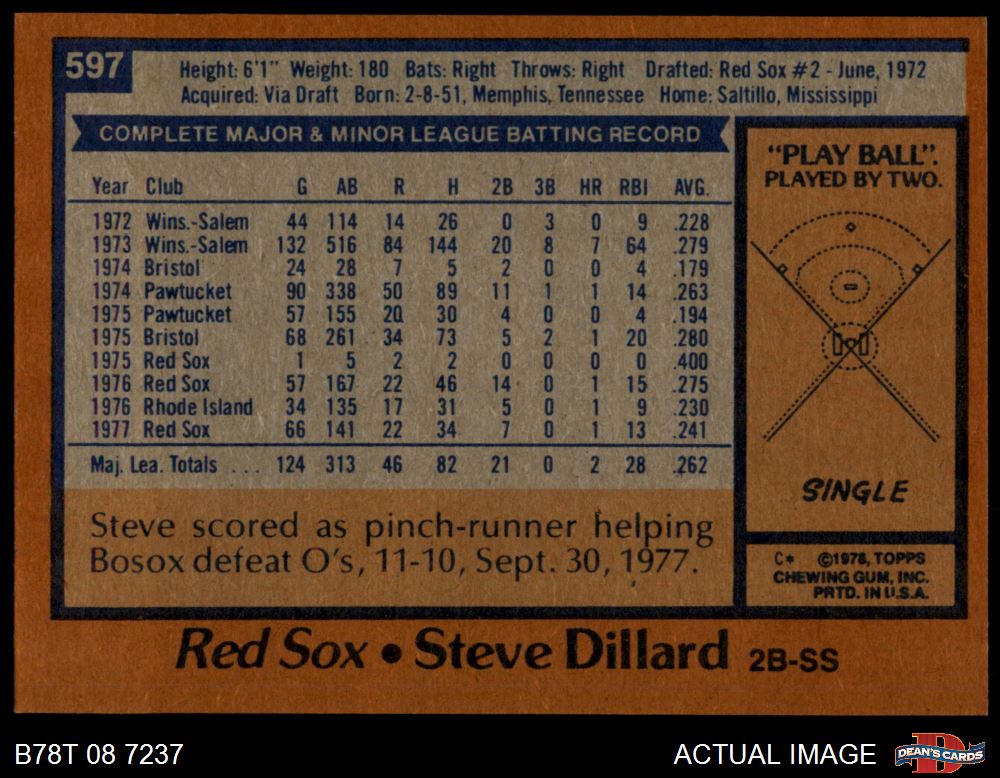 597
Height: 6'1" Weight: 180 Bats: Right Throws: Right Drafted: Red Sox #2 - June, 1972
Acquired: Via Draft Born: 2-8-51, Memphis, Tennessee Home: Saltillo, Mississippi
COMPLETE MAJOR & MINOR LEAGUE BATTING RECORD
Year Club G AB R H 2B 3B HR RBI AVG.
1972 Wins.-Salem 44 114 14 26 0 3 0 9 .228
1973 Wins.-Salem 132 516 84 144 20 8 7 64 .279
1974 Bristol 24 28 7 5 2 0 0 4 .179
1974 Pawtucket 90 338 50 89 11 1 1 14 .263
1975 Pawtucket 57 155 20 30 4 0 0 4 .194
1975 Bristol 68 261 34 73 5 2 1 20 .280
1975 Red Sox 1 5 2 2 0 0 0 0 .400
1976 Red Sox 57 167 22 46 14 0 1 15 .275
1976 Rhode Island 34 135 17 31 5 0 1 9 .230
1977 Red Sox 66 141 22 34 7 0 1 13 .241
Maj. Lea. Totals ... 124 313 46 82 21 0 2 28 .262
Steve scored as pinch-runner helping
Bosox defeat O's, 11-10, Sept. 30, 1977.
"PLAY BALL".
PLAYED BY TWO.
SINGLE
C* ©1978, TOPPS
CHEWING GUM, INC.
PRTD. IN U.S.A.
Red Sox • Steve Dillard 2B-SS
B78T 08 7237
ACTUAL IMAGE
DEAN'S CARDS